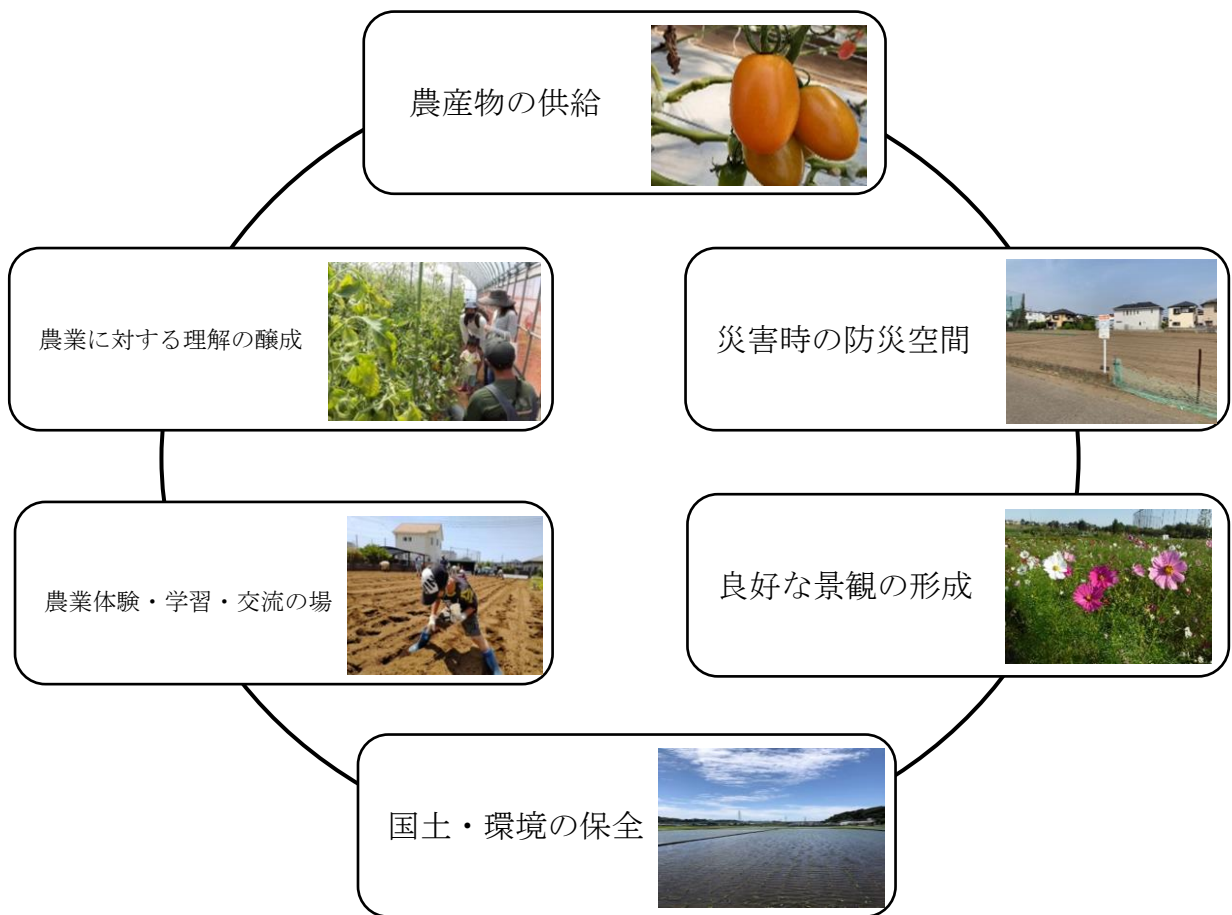 農産物の供給
農業に対する理解の醸成
災害時の防災空間
農業体験・学習・交流の場
良好な景観の形成
国土・環境の保全